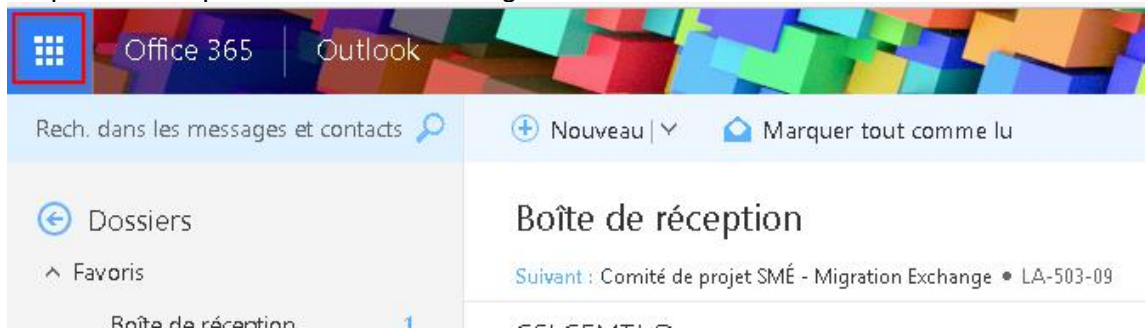 Office 365 Outlook
Rech. dans les messages et contacts
Nouveau
Marquer tout comme lu
Dossiers
Favoris
Boîte de réception 1
Boîte de réception
Suivant : Comité de projet SMÉ - Migration Exchange • LA-503-09